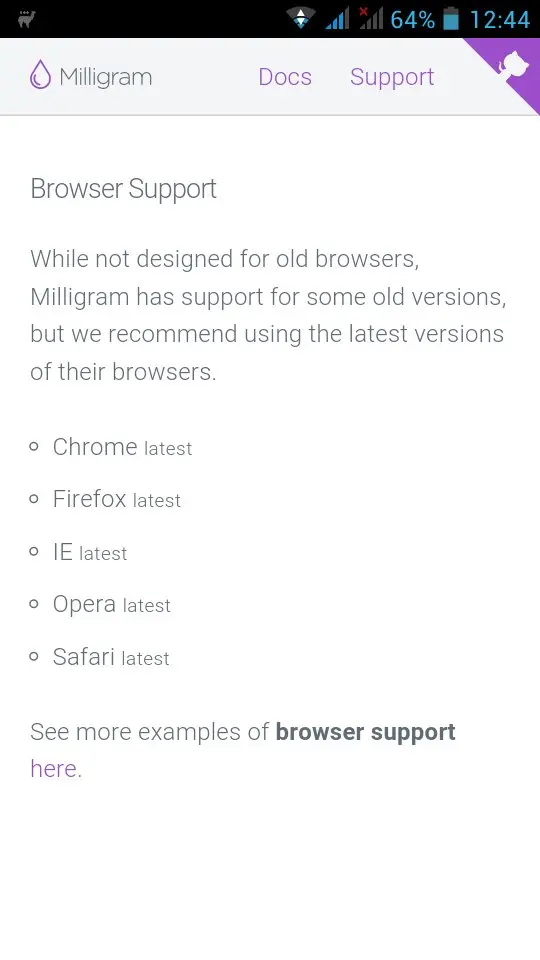 64% 12:44
Milligram Docs Support
Browser Support
While not designed for old browsers,
Milligram has support for some old versions,
but we recommend using the latest versions
of their browsers.
Chrome latest
Firefox latest
IE latest
Opera latest
Safari latest
See more examples of browser support
here.